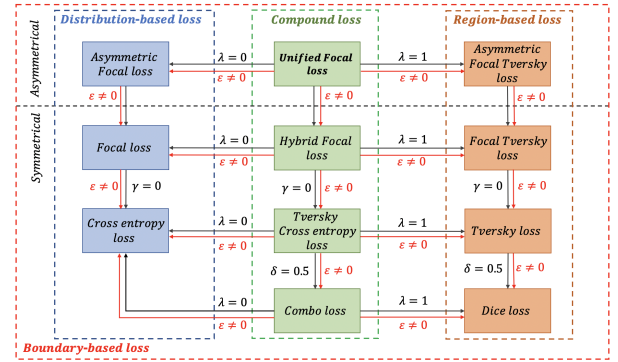 Distribution-based loss
Compound loss
Region-based loss
Asymmetrical
Asymmetric
Focal loss
λ = 0
ε ≠ 0
Unified Focal
loss
λ = 1
ε ≠ 0
Asymmetric
Focal Tversky
loss
ε ≠ 0
ε ≠ 0
ε ≠ 0
Symmetrical
Focal loss
λ = 0
ε ≠ 0
Hybrid Focal
loss
λ = 1
ε ≠ 0
Focal Tversky
loss
ε ≠ 0
γ = 0
γ = 0
ε ≠ 0
γ = 0
ε ≠ 0
Cross entropy
loss
λ = 0
ε ≠ 0
Tversky
Cross entropy
loss
λ = 1
ε ≠ 0
Tversky loss
δ = 0.5
ε ≠ 0
δ = 0.5
ε ≠ 0
λ = 0
ε ≠ 0
Combo loss
λ = 1
ε ≠ 0
Dice loss
Boundary-based loss